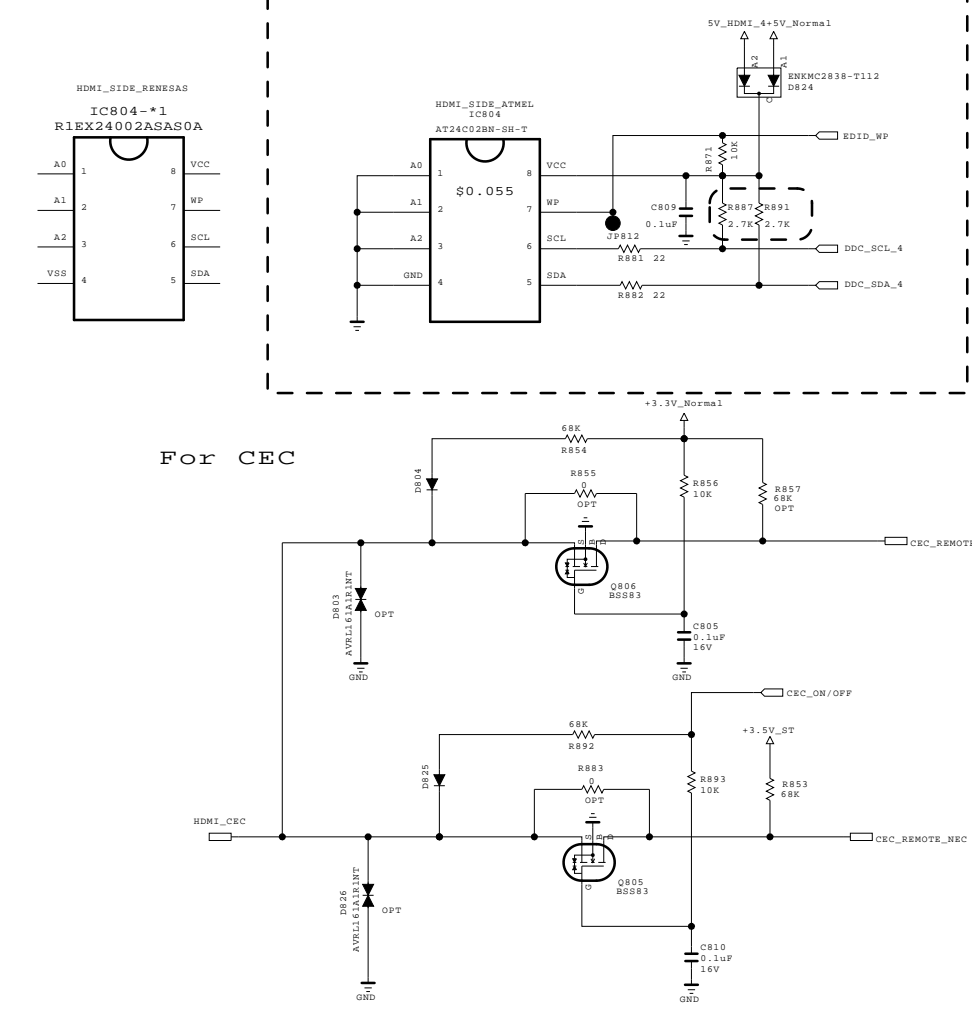 5V_HDMI_4+5V_Normal
A2
A1
ENKMC2838-T112
D824
C
HDMI_SIDE_RENESAS
IC804-*1
R1EX24002ASAS0A
A0
1
8
VCC
A1
2
7
WP
A2
3
6
SCL
VSS
4
5
SDA
HDMI_SIDE_ATMEL
IC804
AT24C02BN-SH-T
$0.055
A0
1
8
VCC
A1
2
7
WP
A2
3
6
SCL
GND
4
5
SDA
EDID_WP
R871
10K
C809
0.1uF
R887
2.7K
R891
2.7K
JP812
R881 22
DDC_SCL_4
R882 22
DDC_SDA_4
For CEC
+3.3V_Normal
68K
R854
D804
R855
0
OPT
R856
10K
R857
68K
OPT
S
B
D
G
Q806
BSS83
CEC_REMOTE
D803
AVRL161A1R1NT
OPT
GND
C805
0.1uF
16V
GND
CEC_ON/OFF
68K
R892
+3.5V_ST
D825
R883
0
OPT
R893
10K
R853
68K
HDMI_CEC
S
B
D
G
Q805
BSS83
CEC_REMOTE_NEC
D826
AVRL161A1R1NT
OPT
GND
C810
0.1uF
16V
GND